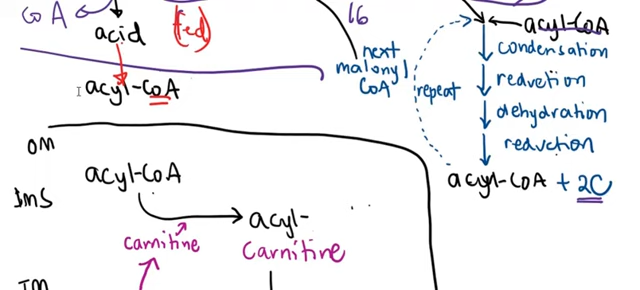 CoA
acid (fed)
acyl-CoA
16
next
malonyl
CoA
repeat
acyl-CoA
condensation
reduction
dehydration
reduction
acyl-CoA + 2C
OM
IMS
acyl-CoA
carnitine
acyl-
Carnitine
IM